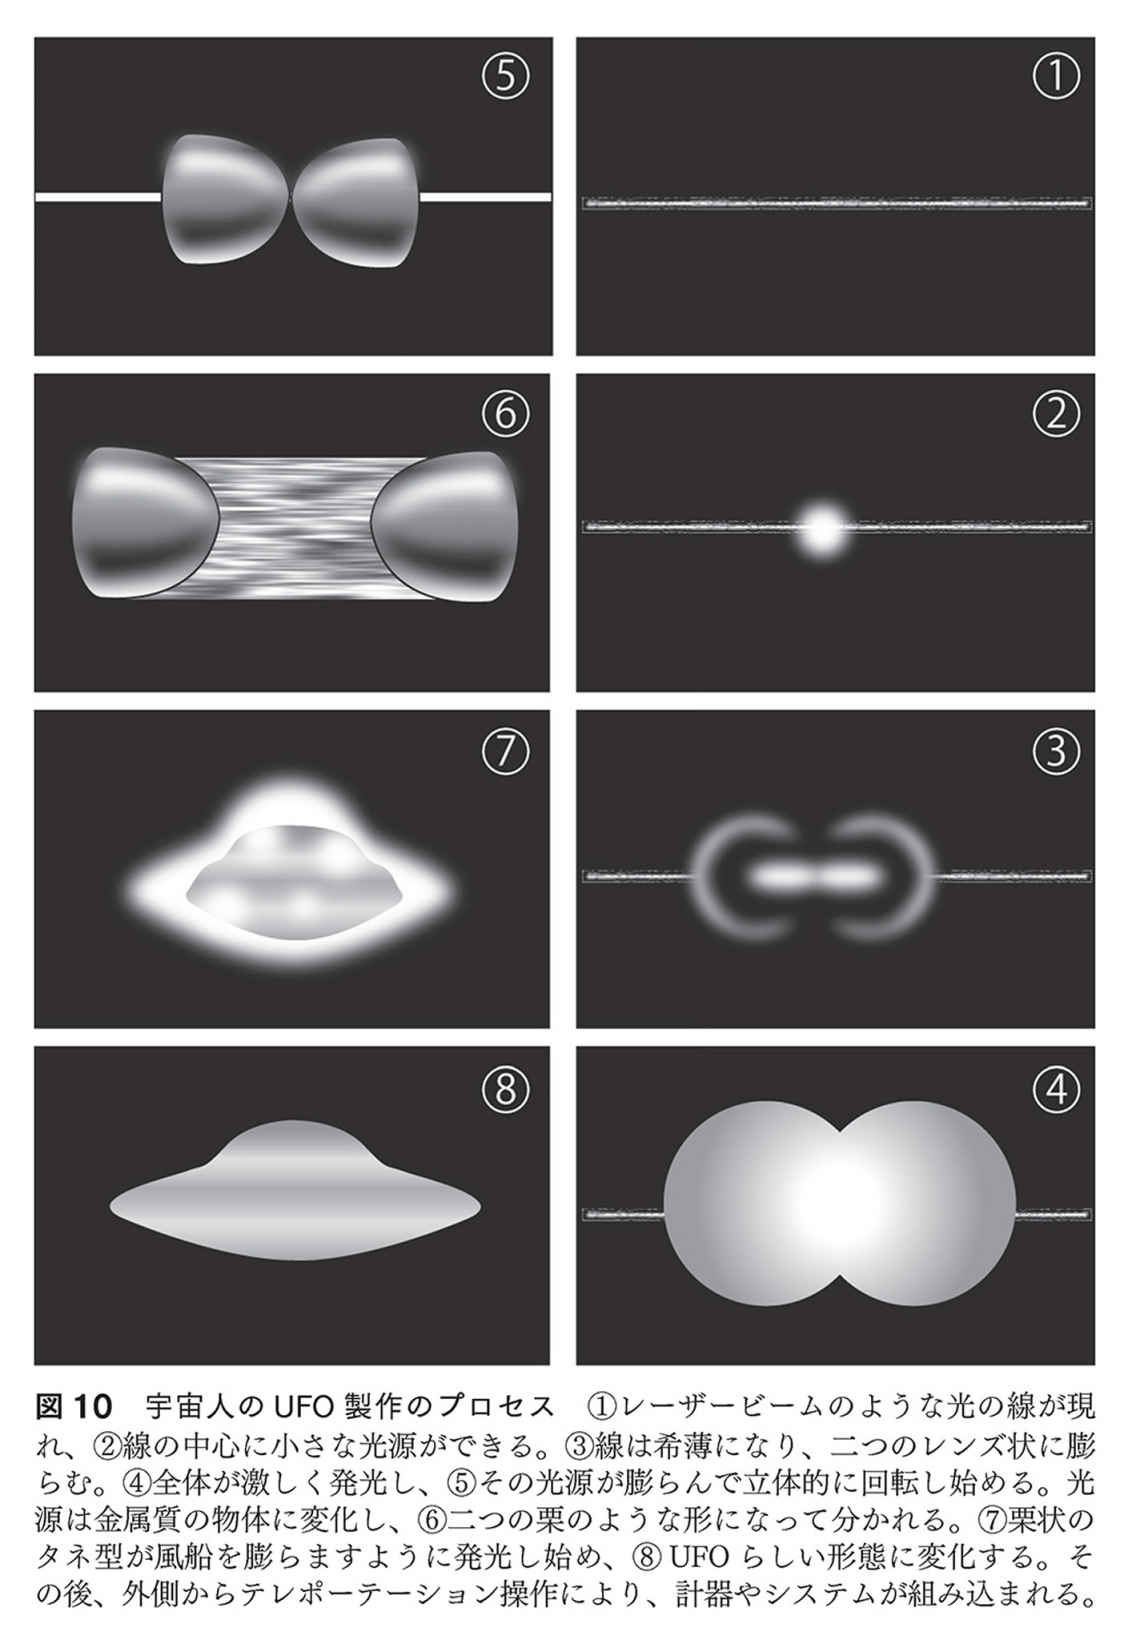 ①
②
③
④
⑤
⑥
⑦
⑧
図10 宇宙人のUFO製作のプロセス ①レーザービームのような光の線が現
れ、②線の中心に小さな光源ができる。③線は希薄になり、二つのレンズ状に膨
らむ。④全体が激しく発光し、⑤その光源が膨らんで立体的に回転し始める。光
源は金属質の物体に変化し、⑥二つの栗のような形になって分かれる。⑦栗状の
タネ型が風船を膨らますように発光し始め、⑧UFOらしい形態に変化する。そ
の後、外側からテレポーテーション操作により、計器やシステムが組み込まれる。